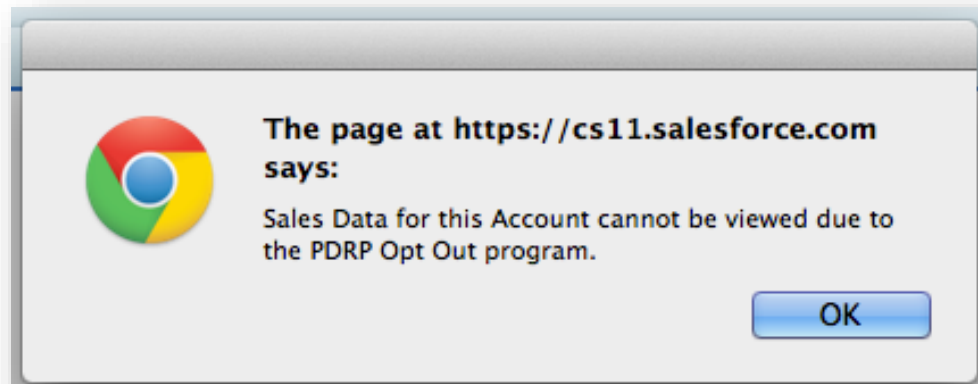 The page at https://cs11.salesforce.com
says:
Sales Data for this Account cannot be viewed due to
the PDRP Opt Out program.
OK